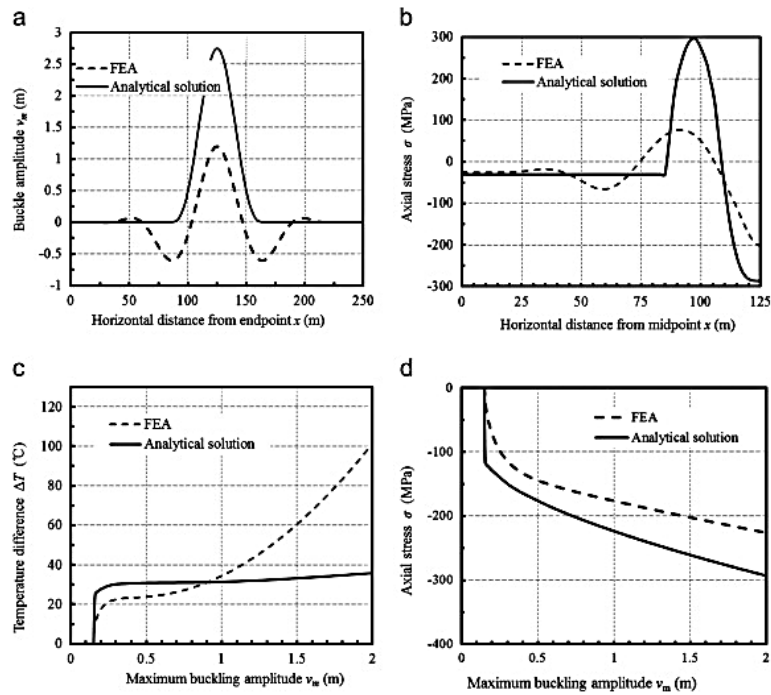 a
Buckle amplitude vm (m)
3
2.5
2
1.5
1
0.5
0
-0.5
-1
FEA
Analytical solution
0 50 100 150 200 250
Horizontal distance from endpoint x (m)
b
Axial stress σ (MPa)
300
200
100
0
-100
-200
-300
FEA
Analytical solution
0 25 50 75 100 125
Horizontal distance from midpoint x (m)
c
Temperature difference ΔT (℃)
120
100
80
60
40
20
0
FEA
Analytical solution
0 0.5 1 1.5 2
Maximum buckling amplitude vm (m)
d
Axial stress σ (MPa)
0
-100
-200
-300
-400
FEA
Analytical solution
0 0.5 1 1.5 2
Maximum buckling amplitude vm (m)